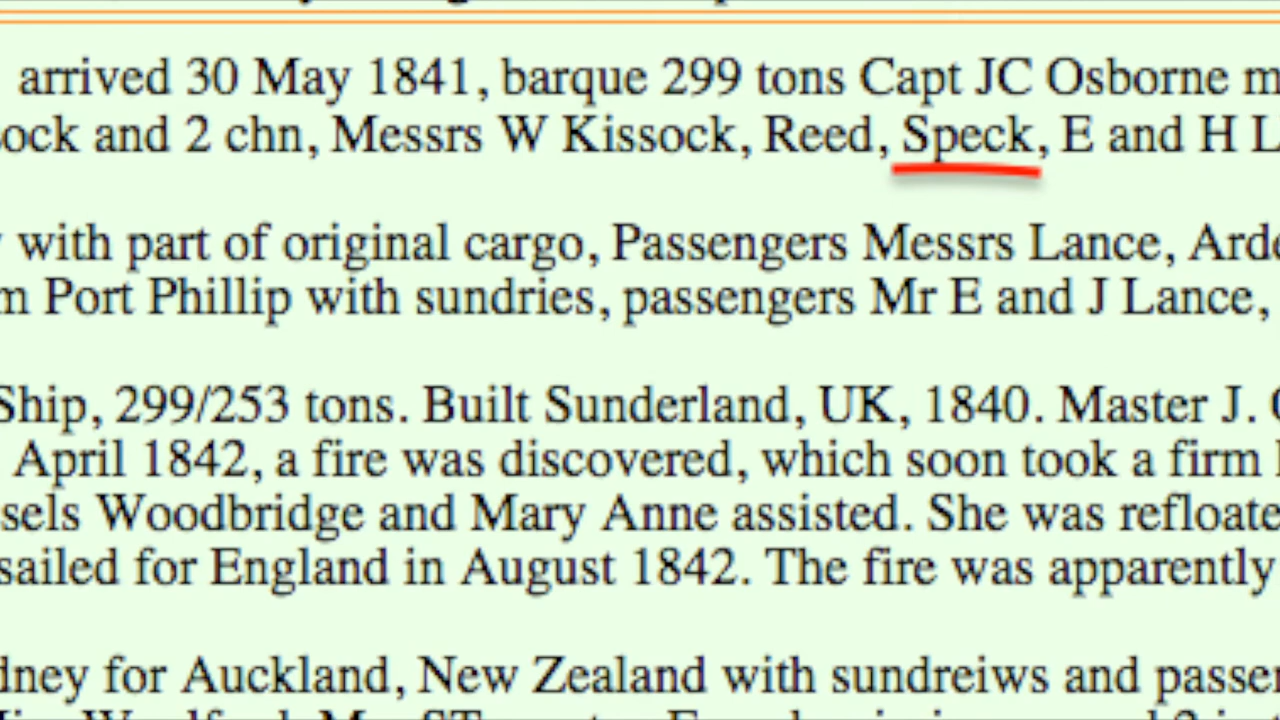 arrived 30 May 1841, barque 299 tons Capt JC Osborne m
ock and 2 chn, Messrs W Kissock, Reed, Speck, E and H L
with part of original cargo, Passengers Messrs Lance, Ard
m Port Phillip with sundries, passengers Mr E and J Lance,
Ship, 299/253 tons. Built Sunderland, UK, 1840. Master J.
April 1842, a fire was discovered, which soon took a firm
sels Woodbridge and Mary Anne assisted. She was refloate
sailed for England in August 1842. The fire was apparently
dney for Auckland, New Zealand with sundreiws and passen